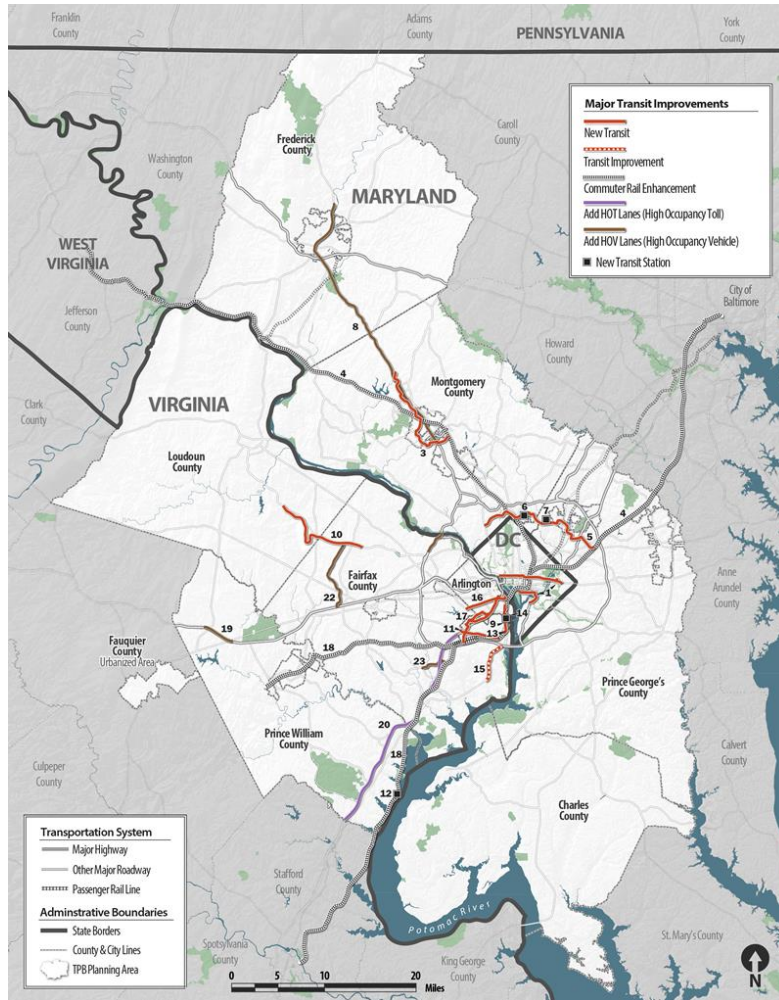 Franklin
County
Adams
County
York
County
PENNSYLVANIA
Major Transit Improvements
New Transit
Transit Improvement
Commuter Rail Enhancement
Add HOT Lanes (High Occupancy Toll)
Add HOV Lanes (High Occupancy Vehicle)
New Transit Station
Frederick
County
Caroll
County
Washington
County
MARYLAND
WEST
VIRGINIA
Jefferson
County
City of
Baltimore
8
Howard
County
4
Montgomery
County
Clark
County
VIRGINIA
Loudoun
County
3
6
7
4
5
DC
10
Arlington
Fairfax
County
22
16
1
Anne
Arundel
County
17
14
9
11
13
19
18
Fauquier
County
Urbanized Area
23
15
Prince George's
County
20
Prince William
County
18
Culpeper
County
12
Calvert
County
Charles
County
Transportation System
Major Highway
Other Major Roadway
Passenger Rail Line
Adminstrative Boundaries
State Borders
County & City Lines
TPB Planning Area
Stafford
County
Potomac River
St. Mary's County
Spotsylvania
County
King George
County
0
10
20
Miles
N